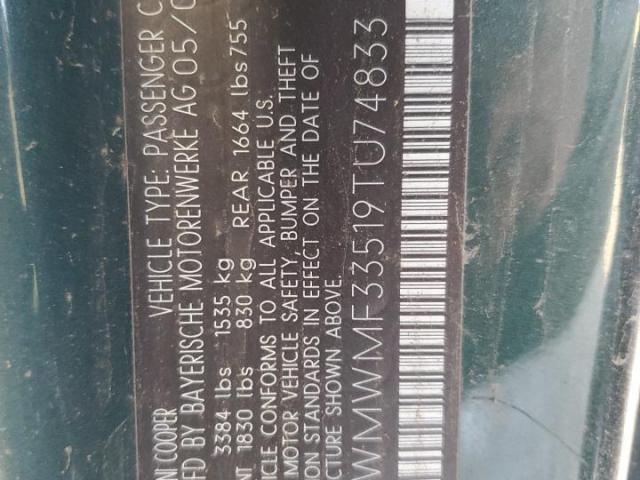 NI COOPER
VEHICLE TYPE: PASSENGER C
FD BY BAYERISCHE MOTORENWERKE AG 05/0
3384 lbs 1535 kg
NT 1830 lbs 830 kg REAR 1664 lbs 755
ICLE CONFORMS TO ALL APPLICABLE U.S.
MOTOR VEHICLE SAFETY, BUMPER AND THEFT
ON STANDARDS IN EFFECT ON THE DATE OF
CTURE SHOWN ABOVE.
WMWMF33519TU74833